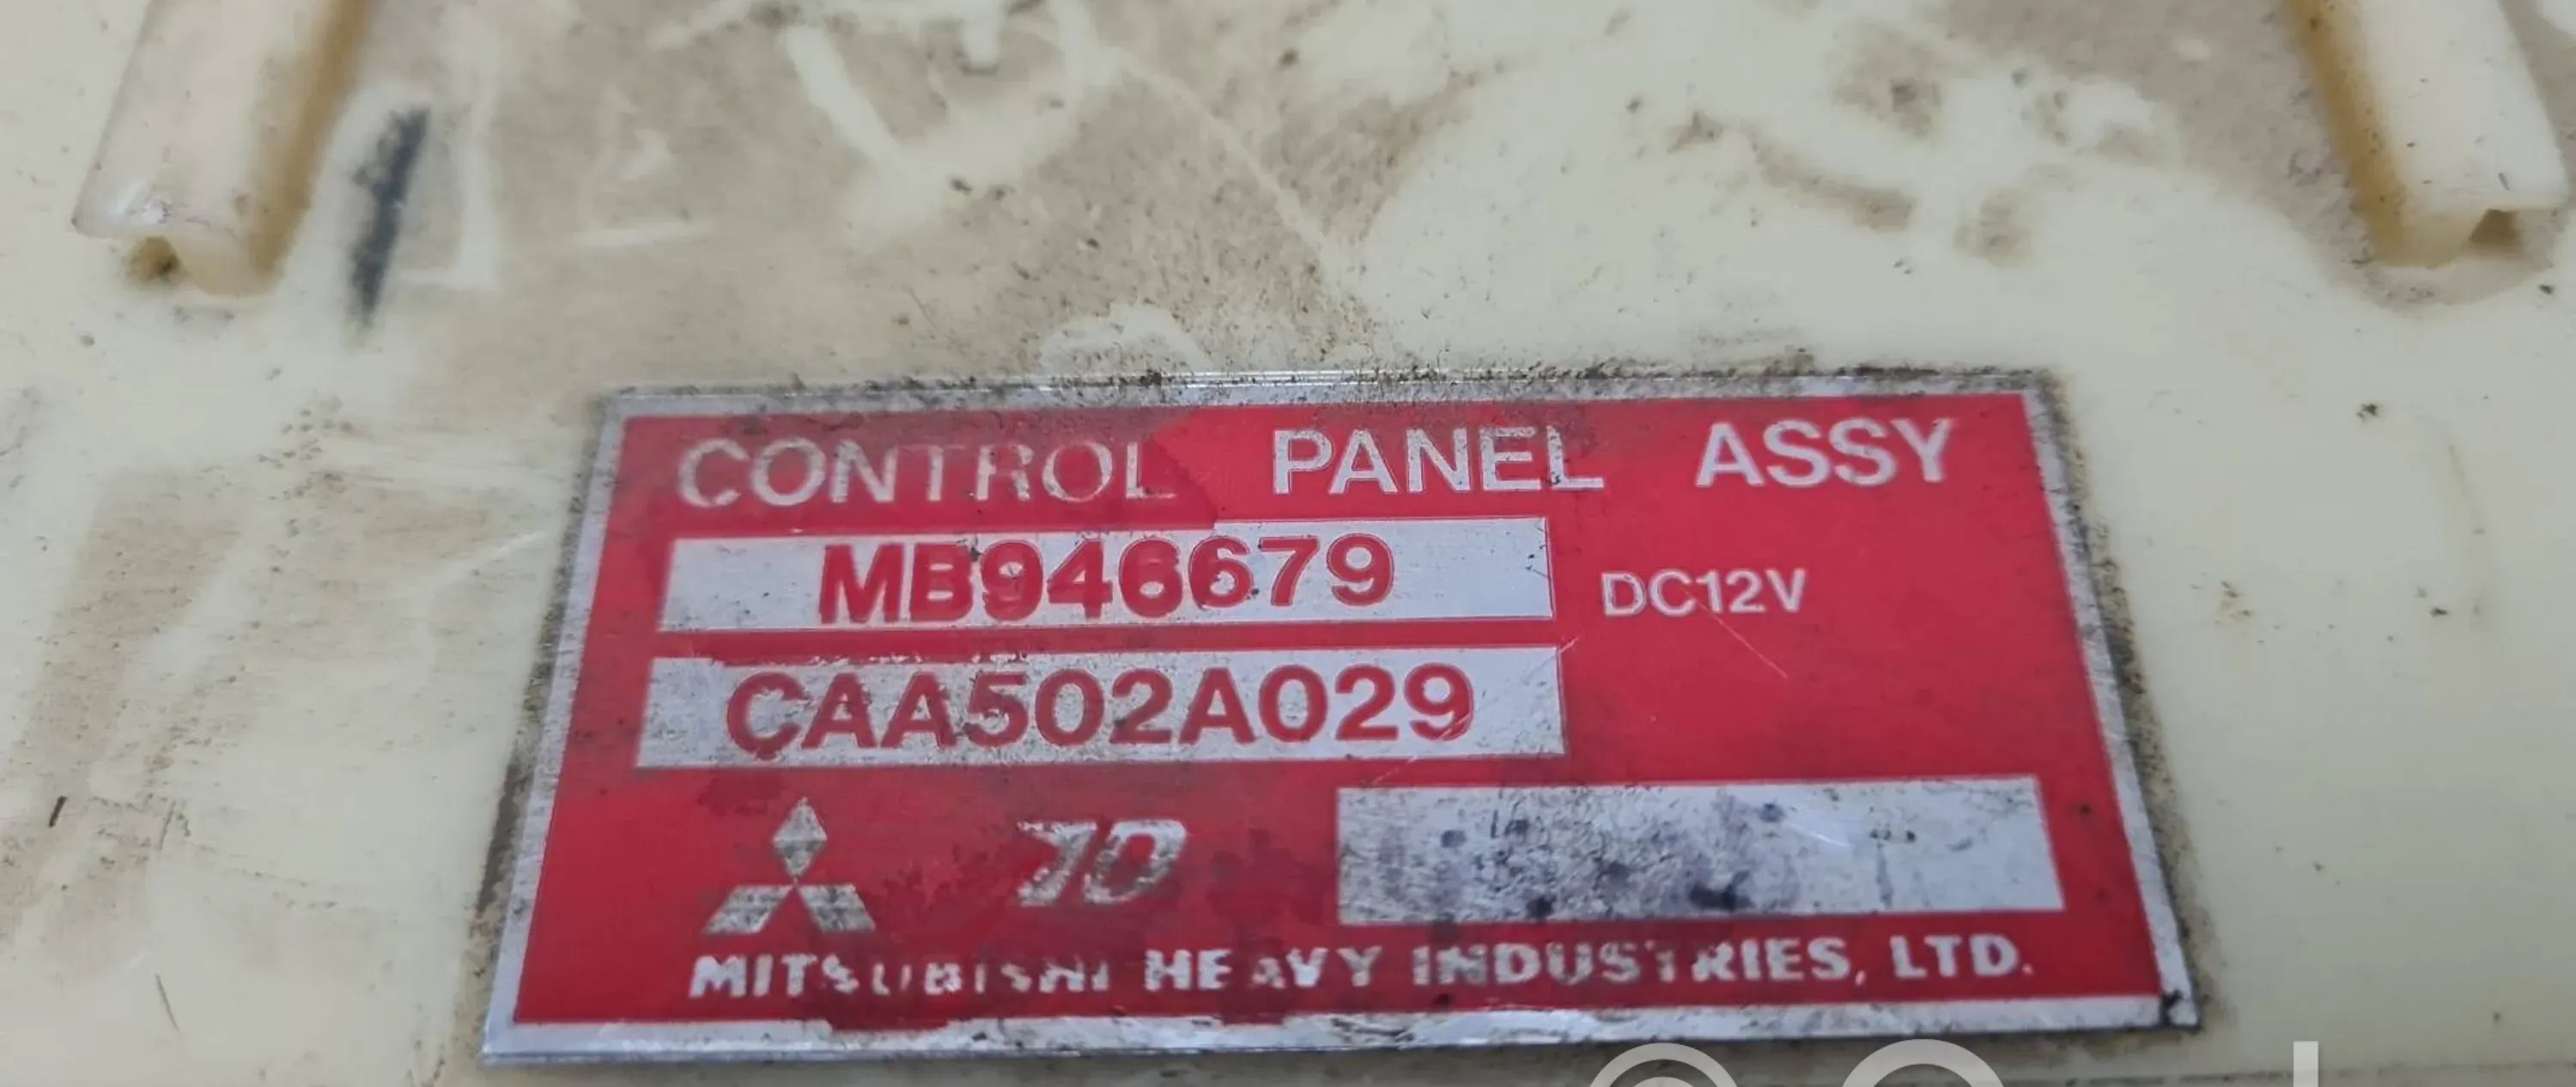 CONTROL PANEL ASSY
MB946679 DC12V
CAA502A029
MITSUBISHI HEAVY INDUSTRIES, LTD.